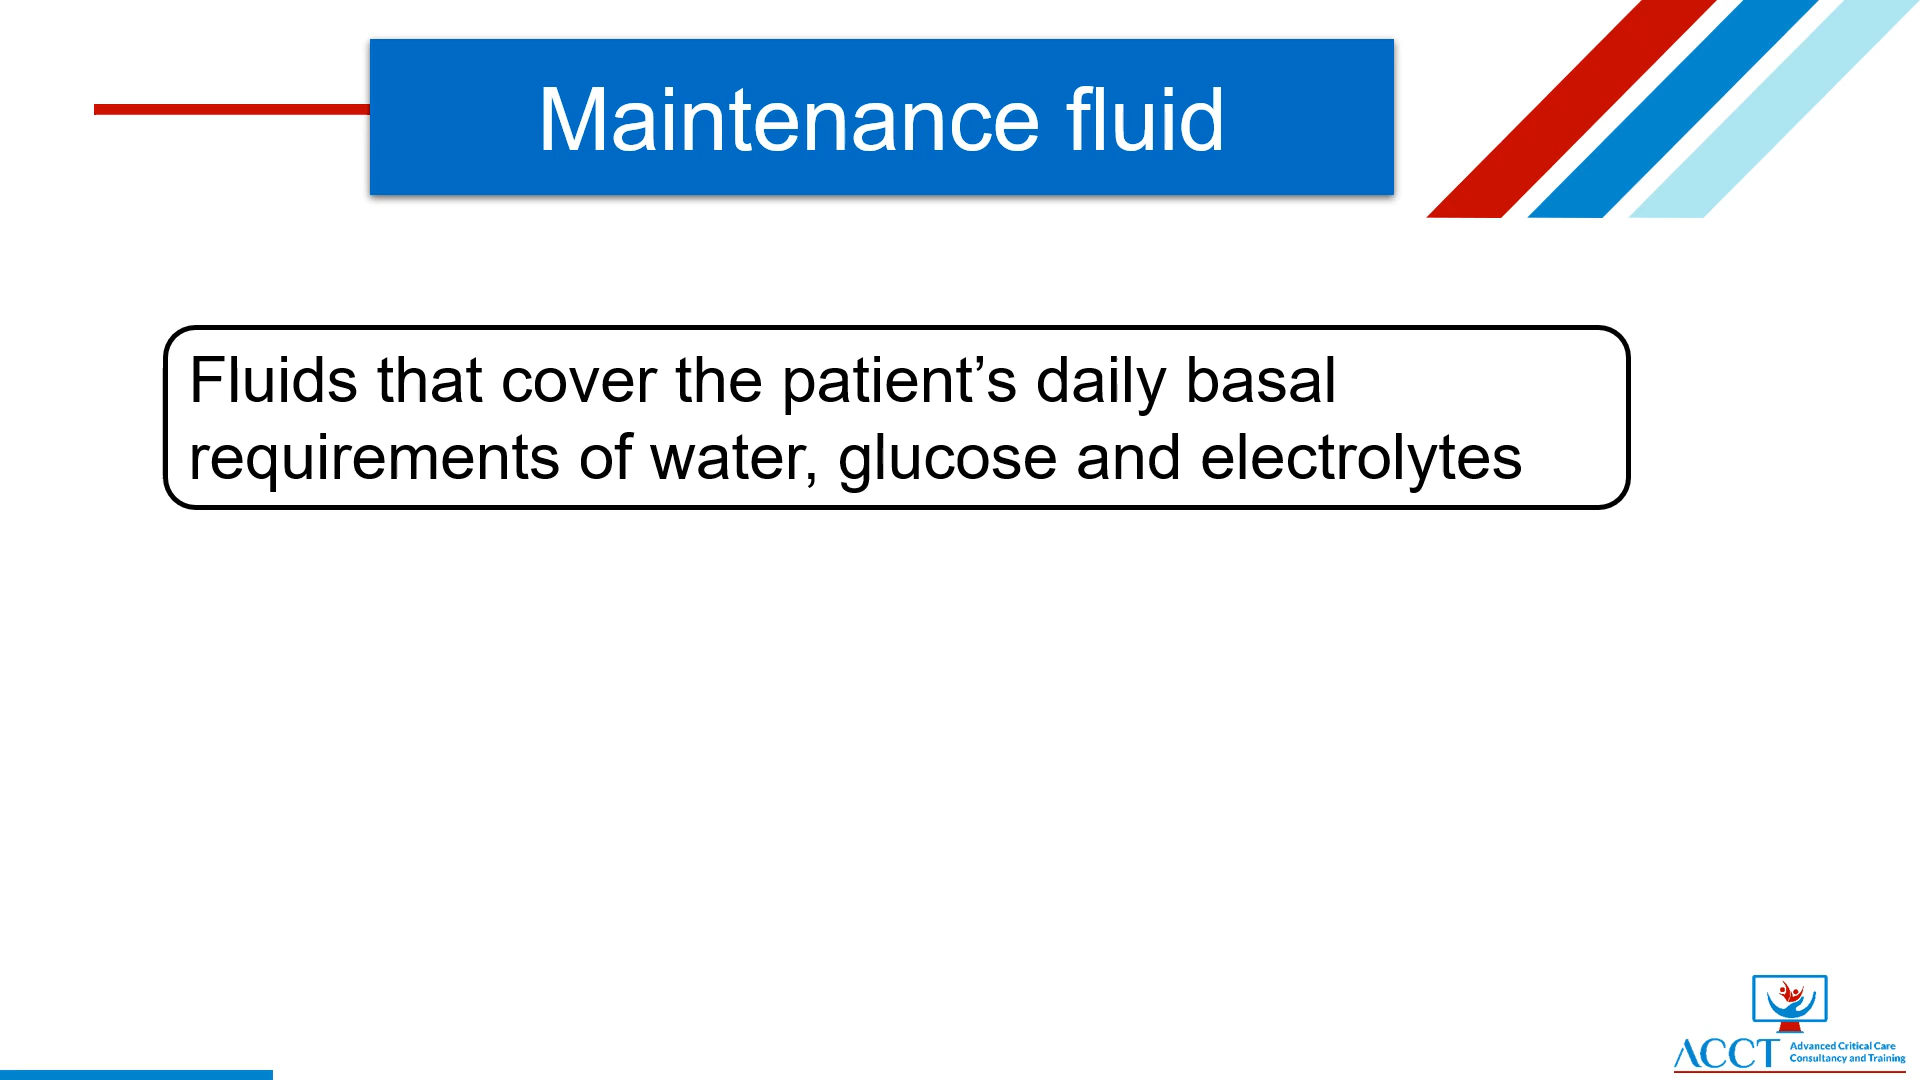 Maintenance fluid
Fluids that cover the patient’s daily basal
requirements of water, glucose and electrolytes
ACCT
Advanced Critical Care
Consultancy and Training